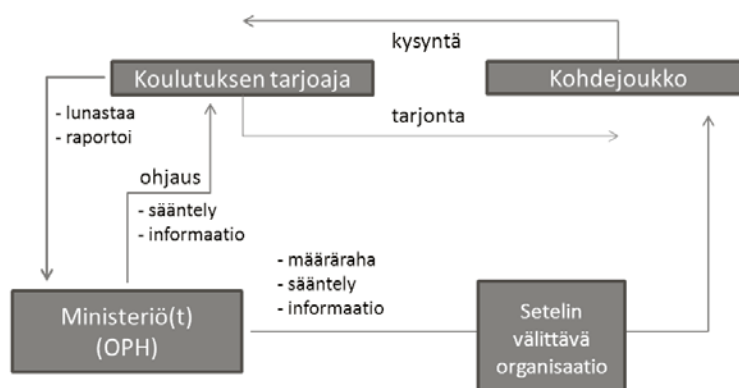 kysyntä
Koulutuksen tarjoaja
Kohdejoukko
- lunastaa
- raportoi
tarjonta
ohjaus
- sääntely
- informaatio
- määräraha
- sääntely
- informaatio
Ministeriö(t)
(OPH)
Setelin
välittävä
organisaatio